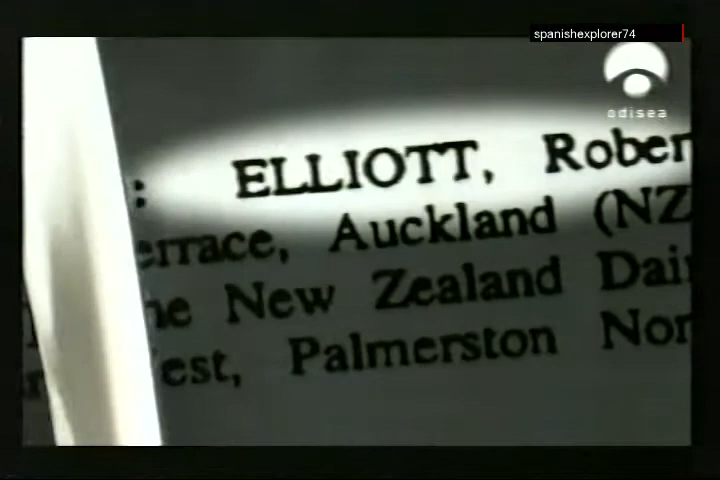 spanishexplorer74
odisea
: ELLIOTT, Rober
errace, Auckland (NZ
he New Zealand Dai
est, Palmerston Nor